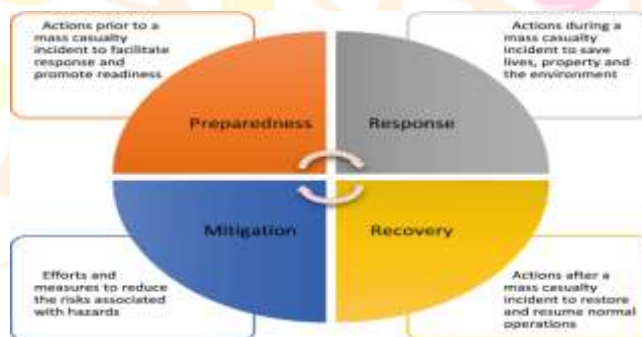 Actions prior to a
mass casualty
incident to facilitate
response and
promote readiness
Actions during a
mass casualty
incident to save
lives, property and
the environment
Preparedness
Response
Mitigation
Recovery
Efforts and
measures to reduce
the risks associated
with hazards
Actions after a
mass casualty
incident to restore
and resume normal
operations